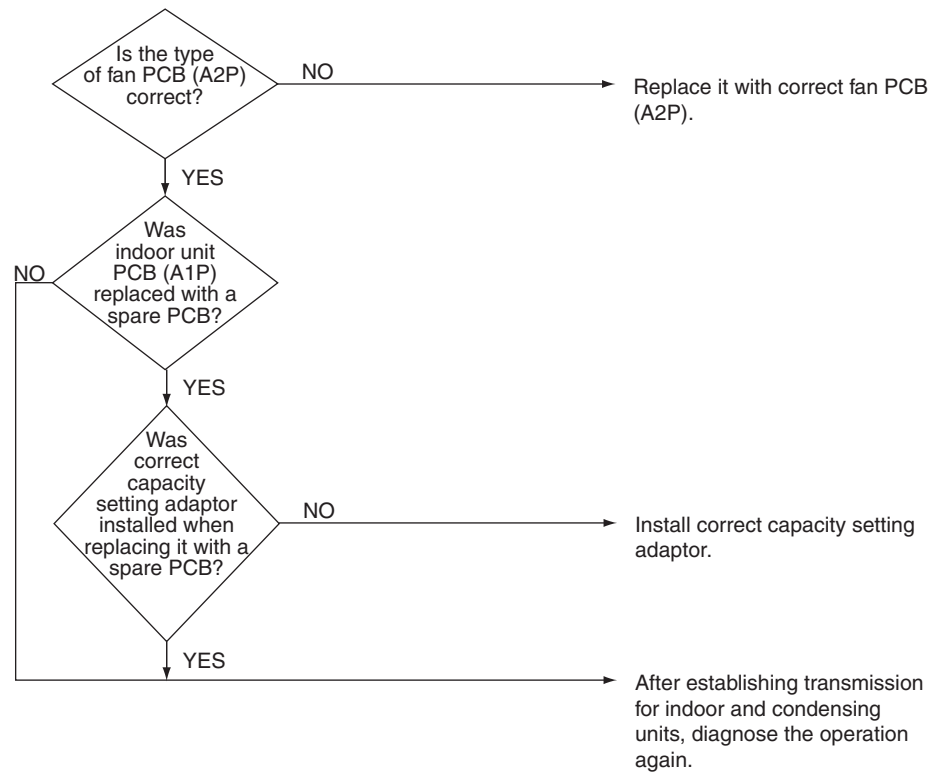 Is the type
of fan PCB (A2P)
correct?
NO
Replace it with correct fan PCB
(A2P).
YES
Was
indoor unit
PCB (A1P)
replaced with a
spare PCB?
NO
YES
Was
correct
capacity
setting adaptor
installed when
replacing it with a
spare PCB?
NO
Install correct capacity setting
adaptor.
YES
After establishing transmission
for indoor and condensing
units, diagnose the operation
again.